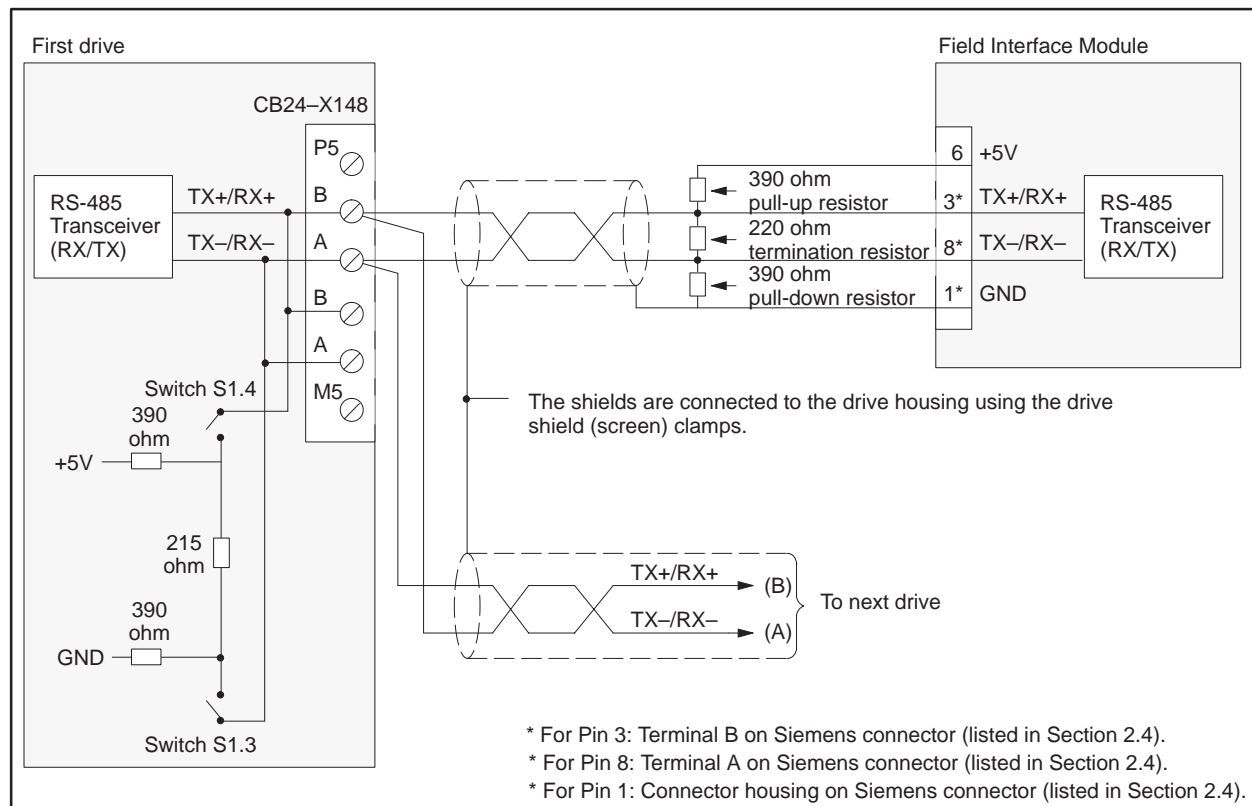 First drive
Field Interface Module
CB24–X148
P5
B
A
B
A
M5
RS-485
Transceiver
(RX/TX)
TX+/RX+
TX–/RX–
Switch S1.4
390
ohm
+5V
215
ohm
390
ohm
GND
Switch S1.3
390 ohm
pull-up resistor
220 ohm
termination resistor
390 ohm
pull-down resistor
6
+5V
3*
TX+/RX+
8*
TX–/RX–
1*
GND
RS-485
Transceiver
(RX/TX)
The shields are connected to the drive housing using the drive
shield (screen) clamps.
TX+/RX+
(B)
TX–/RX–
(A)
To next drive
* For Pin 3: Terminal B on Siemens connector (listed in Section 2.4).
* For Pin 8: Terminal A on Siemens connector (listed in Section 2.4).
* For Pin 1: Connector housing on Siemens connector (listed in Section 2.4).